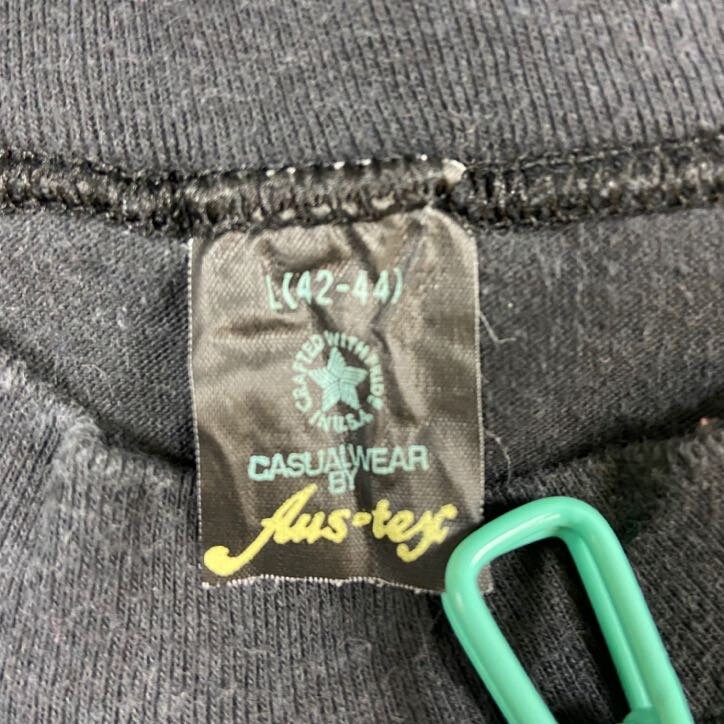 L(42-44)
CRAFTED WITH PRIDE
IN U.S.A.
CASUALWEAR
BY
Aus-tex